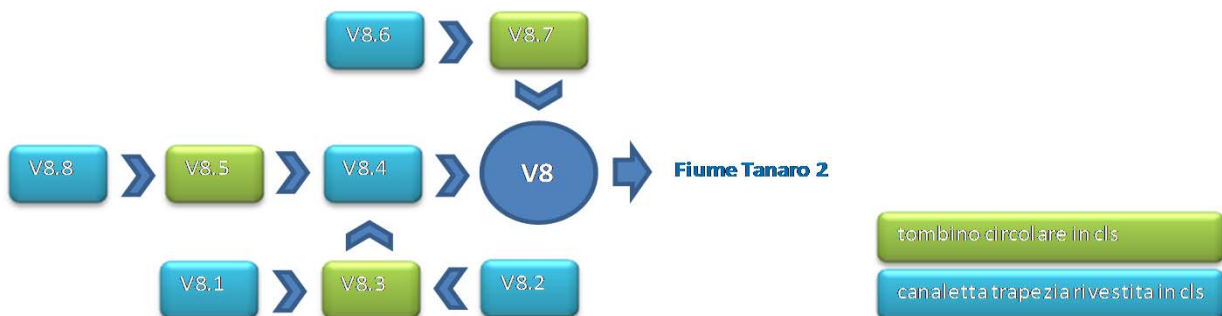 V8.6
V8.7
V8.8
V8.5
V8.4
V8
Fiume Tanaro 2
V8.1
V8.3
V8.2
tombino circolare in cls
canaletta trapezia rivestita in cls